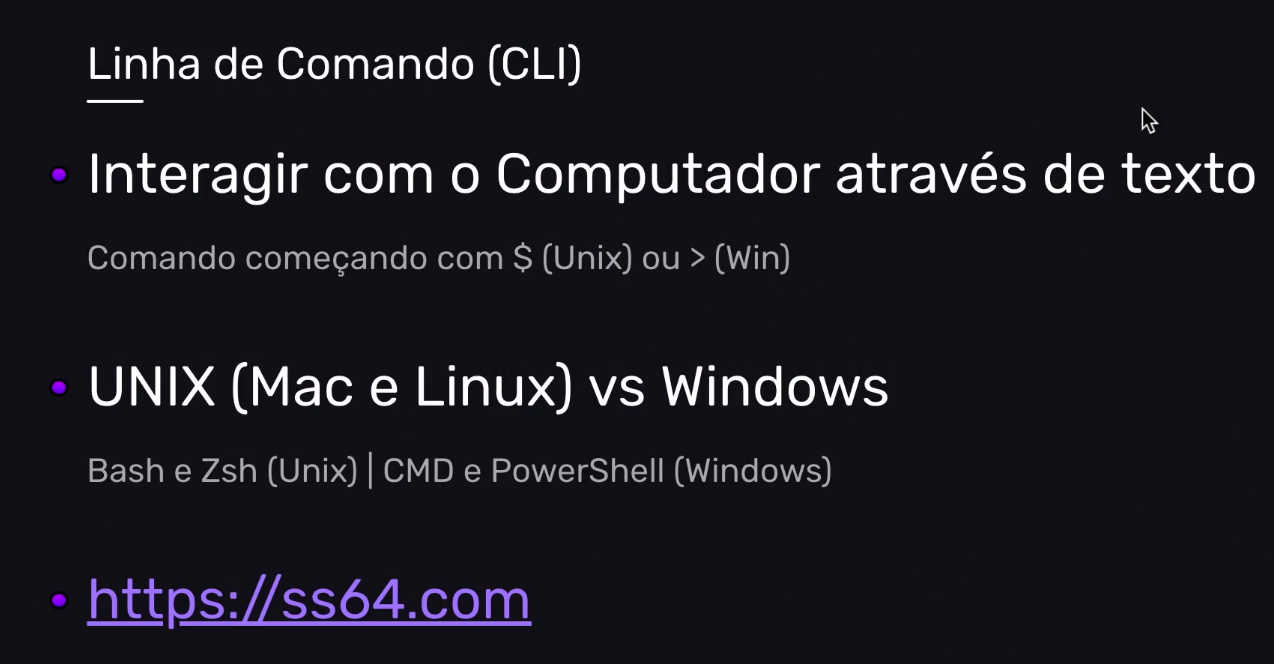 Linha de Comando (CLI)
Interagir com o Computador através de texto
Comando começando com $ (Unix) ou > (Win)
UNIX (Mac e Linux) vs Windows
Bash e Zsh (Unix) | CMD e PowerShell (Windows)
https://ss64.com